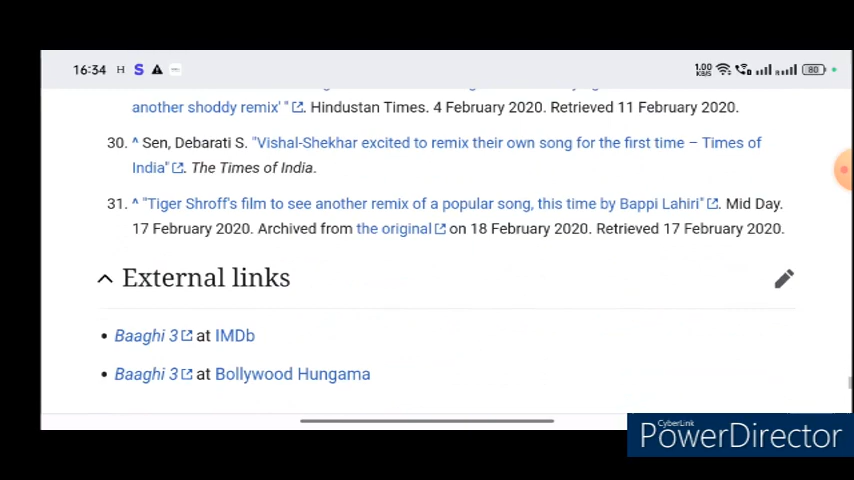 16:34 H S 1.00 KB/S 80
another shoddy remix'". Hindustan Times. 4 February 2020. Retrieved 11 February 2020.
30. ^ Sen, Debarati S. "Vishal-Shekhar excited to remix their own song for the first time – Times of
India". The Times of India.
31. ^ "Tiger Shroff's film to see another remix of a popular song, this time by Bappi Lahiri". Mid Day.
17 February 2020. Archived from the original on 18 February 2020. Retrieved 17 February 2020.
External links
• Baaghi 3 at IMDb
• Baaghi 3 at Bollywood Hungama
CyberLink
PowerDirector